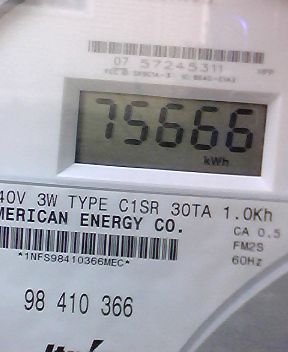 07 57245311
75666
kWh
40V 3W TYPE C1SR 30TA 1.0Kh
MERICAN ENERGY CO.
CA 0.5
FM2S
*1NFS98410366MEC*
60Hz
98 410 366